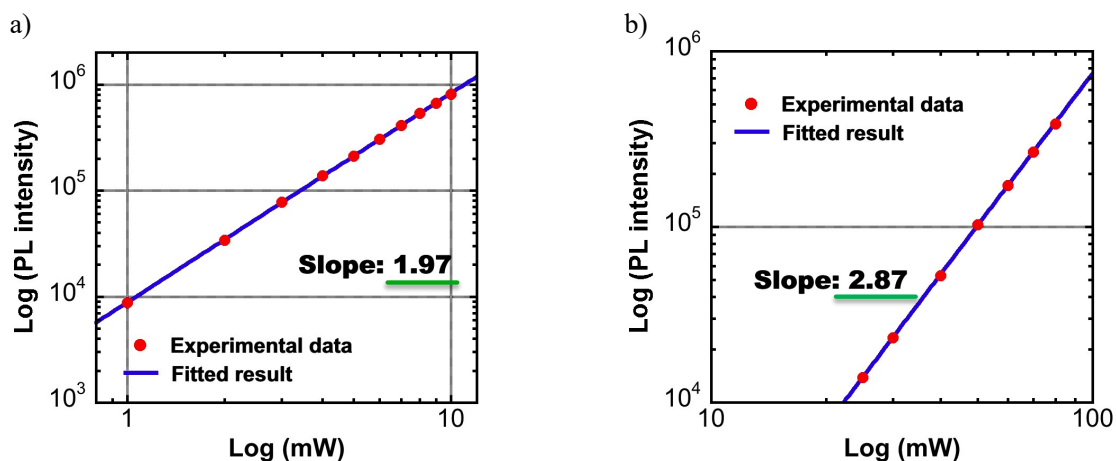 a)
10^6
10^5
10^4
10^3
Log (PL intensity)
Slope: 1.97
Experimental data
Fitted result
1
10
Log (mW)
b)
10^6
10^5
10^4
Log (PL intensity)
Experimental data
Fitted result
Slope: 2.87
10
100
Log (mW)